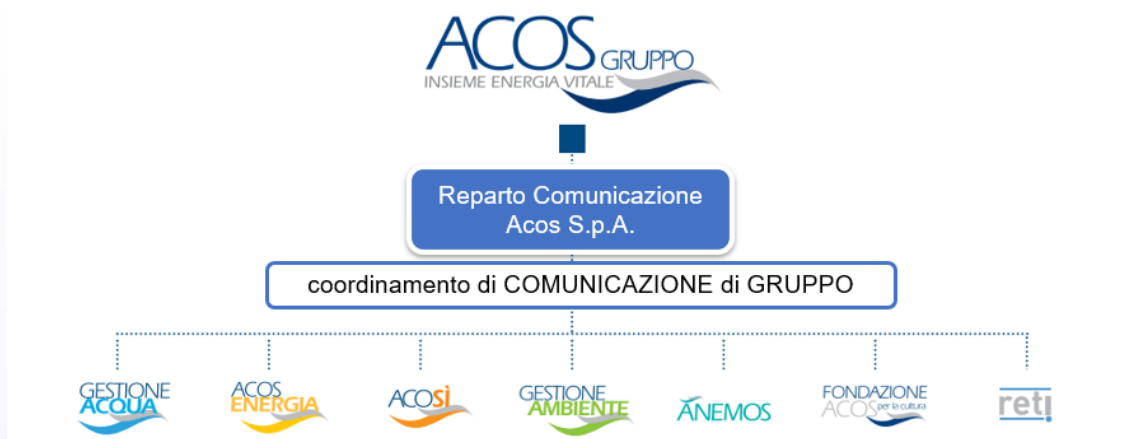 ACOS GRUPPO
INSIEME ENERGIA VITALE
Reparto Comunicazione
Acos S.p.A.
coordinamento di COMUNICAZIONE di GRUPPO
GESTIONE
ACQUA
ACOS
ENERGIA
ACOSÌ
GESTIONE
AMBIENTE
ÀNEMOS
FONDAZIONE
ACOS per la cultura
reti